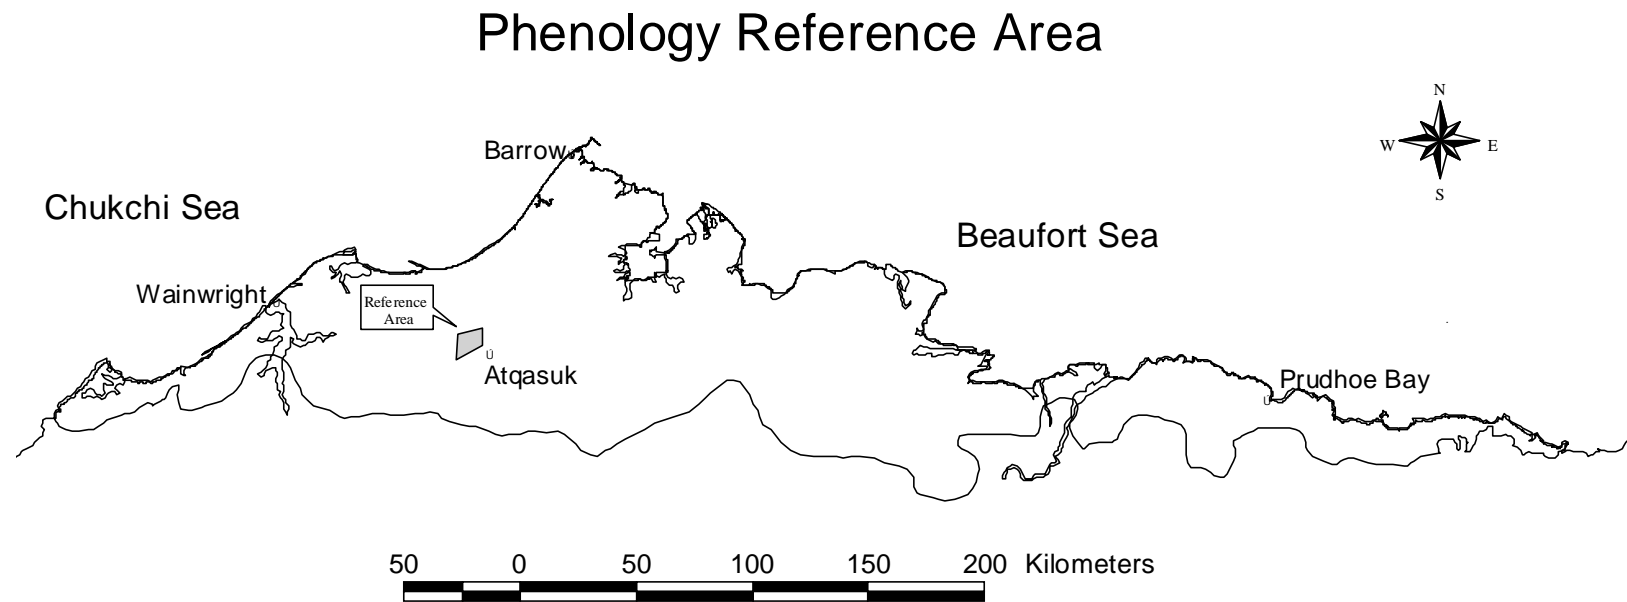 Phenology Reference Area
N
W
E
S
Barrow
Chukchi Sea
Beaufort Sea
Wainwright
Reference
Area
Atqasuk
Prudhoe Bay
50 0 50 100 150 200 Kilometers